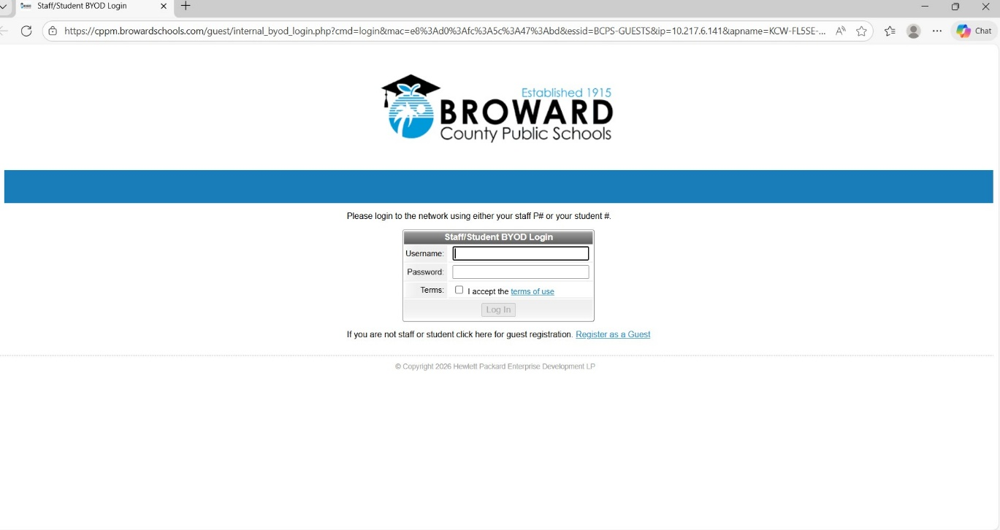 Staff/Student BYOD Login
https://cppm.browardschools.com/guest/internal_byod_login.php?cmd=login&mac=e8%3Ad0%3Afc%3A5c%3A47%3Abd&essid=BCPS-GUESTS&ip=10.217.6.141&apname=KCW-FL5SE-...
Chat
Established 1915
BROWARD
County Public Schools
Please login to the network using either your staff P# or your student #.
Staff/Student BYOD Login
Username:
Password:
Terms: I accept the terms of use
Log In
If you are not staff or student click here for guest registration. Register as a Guest
© Copyright 2026 Hewlett Packard Enterprise Development LP